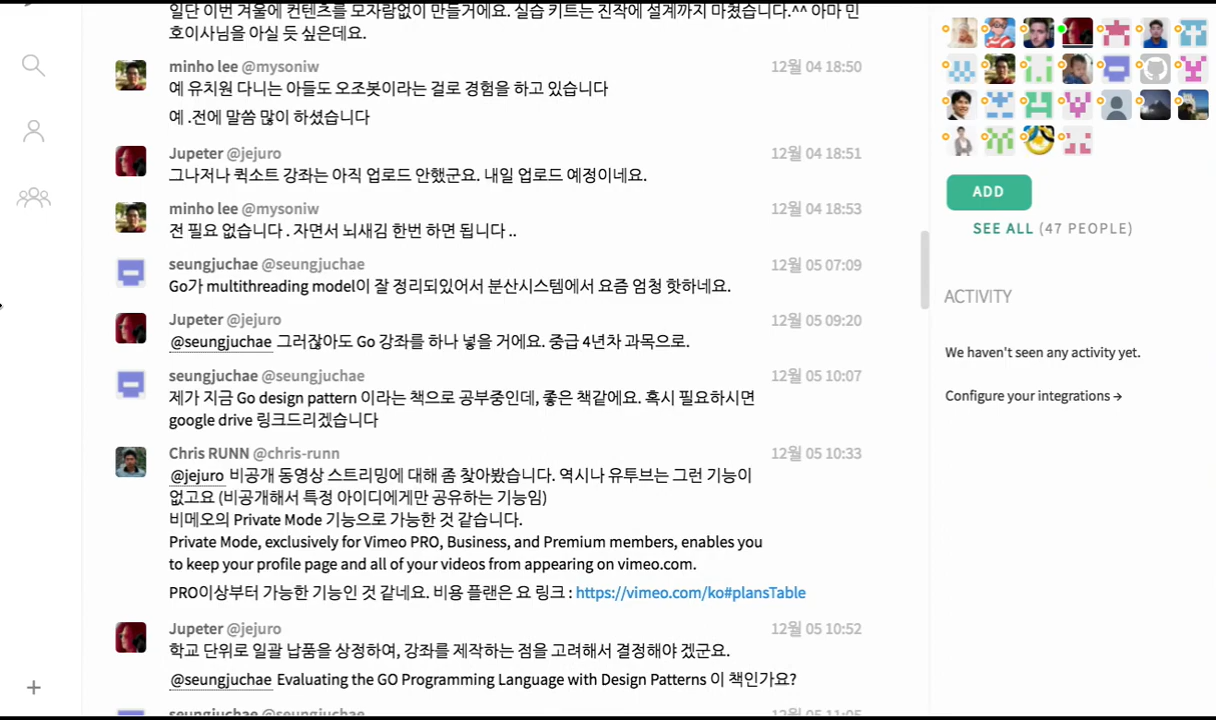 일단 이번 겨울에 컨텐츠를 모자람없이 만들거에요. 실습 키트는 진작에 설계까지 마쳤습니다.^^ 아마 민
호이사님을 아실 듯 싶은데요.
minho lee @mysoniw 12월 04 18:50
예 유치원 다니는 아들도 오조봇이라는 걸로 경험을 하고 있습니다
예 .전에 말씀 많이 하셨습니다
Jupeter @jejuro 12월 04 18:51
그나저나 퀵소트 강좌는 아직 업로드 안했군요. 내일 업로드 예정이네요.
minho lee @mysoniw 12월 04 18:53
전 필요 없습니다 . 자면서 뇌새김 한번 하면 됩니다 ..
seungjuchae @seungjuchae 12월 05 07:09
Go가 multithreading model이 잘 정리되있어서 분산시스템에서 요즘 엄청 핫하네요.
Jupeter @jejuro 12월 05 09:20
@seungjuchae 그러잖아도 Go 강좌를 하나 넣을 거에요. 중급 4년차 과목으로.
seungjuchae @seungjuchae 12월 05 10:07
제가 지금 Go design pattern 이라는 책으로 공부중인데, 좋은 책같에요. 혹시 필요하시면
google drive 링크드리겠습니다
Chris RUNN @chris-runn 12월 05 10:33
@jejuro 비공개 동영상 스트리밍에 대해 좀 찾아봤습니다. 역시나 유투브는 그런 기능이
없고요 (비공개해서 특정 아이디에게만 공유하는 기능임)
비메오의 Private Mode 기능으로 가능한 것 같습니다.
Private Mode, exclusively for Vimeo PRO, Business, and Premium members, enables you
to keep your profile page and all of your videos from appearing on vimeo.com.
PRO이상부터 가능한 기능인 것 같네요. 비용 플랜은 요 링크 : https://vimeo.com/ko#plansTable
Jupeter @jejuro 12월 05 10:52
학교 단위로 일괄 납품을 상정하여, 강좌를 제작하는 점을 고려해서 결정해야 겠군요.
@seungjuchae Evaluating the GO Programming Language with Design Patterns 이 책인가요?
seungjuchae @seungjuchae 12월 05 11:05
ADD
SEE ALL (47 PEOPLE)
ACTIVITY
We haven't seen any activity yet.
Configure your integrations →